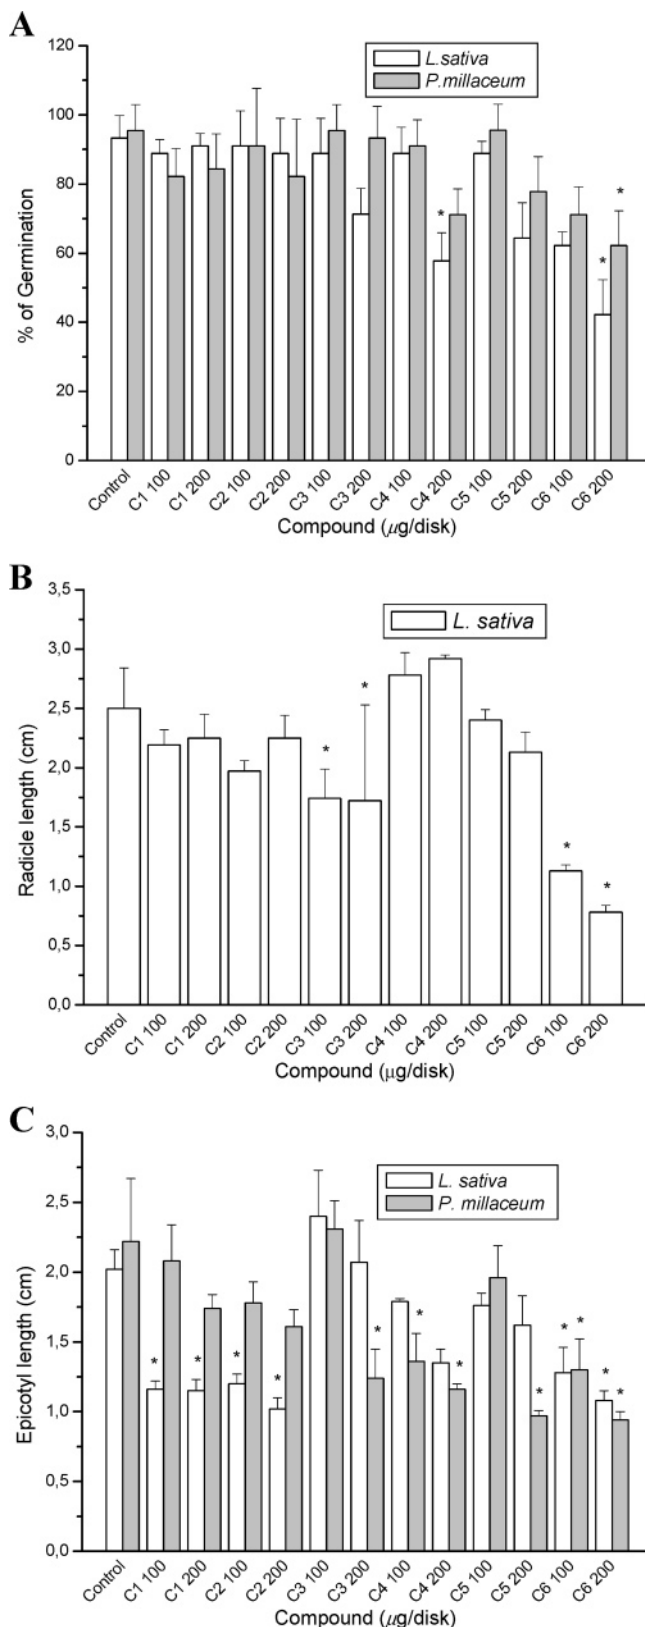 A
120
100
80
60
40
20
0
% of Germination
L.sativa
P.millaceum
*
*
*
Control
C1 100
C1 200
C2 100
C2 200
C3 100
C3 200
C4 100
C4 200
C5 100
C5 200
C6 100
C6 200
Compound (μg/disk)
B
3,5
3,0
2,5
2,0
1,5
1,0
0,5
0,0
Radicle length (cm)
L. sativa
*
*
*
*
Control
C1 100
C1 200
C2 100
C2 200
C3 100
C3 200
C4 100
C4 200
C5 100
C5 200
C6 100
C6 200
Compound (μg/disk)
C
3,0
2,5
2,0
1,5
1,0
0,5
0,0
Epicotyl length (cm)
L. sativa
P. millaceum
*
*
*
*
*
*
*
*
*
*
*
*
Control
C1 100
C1 200
C2 100
C2 200
C3 100
C3 200
C4 100
C4 200
C5 100
C5 200
C6 100
C6 200
Compound (μg/disk)